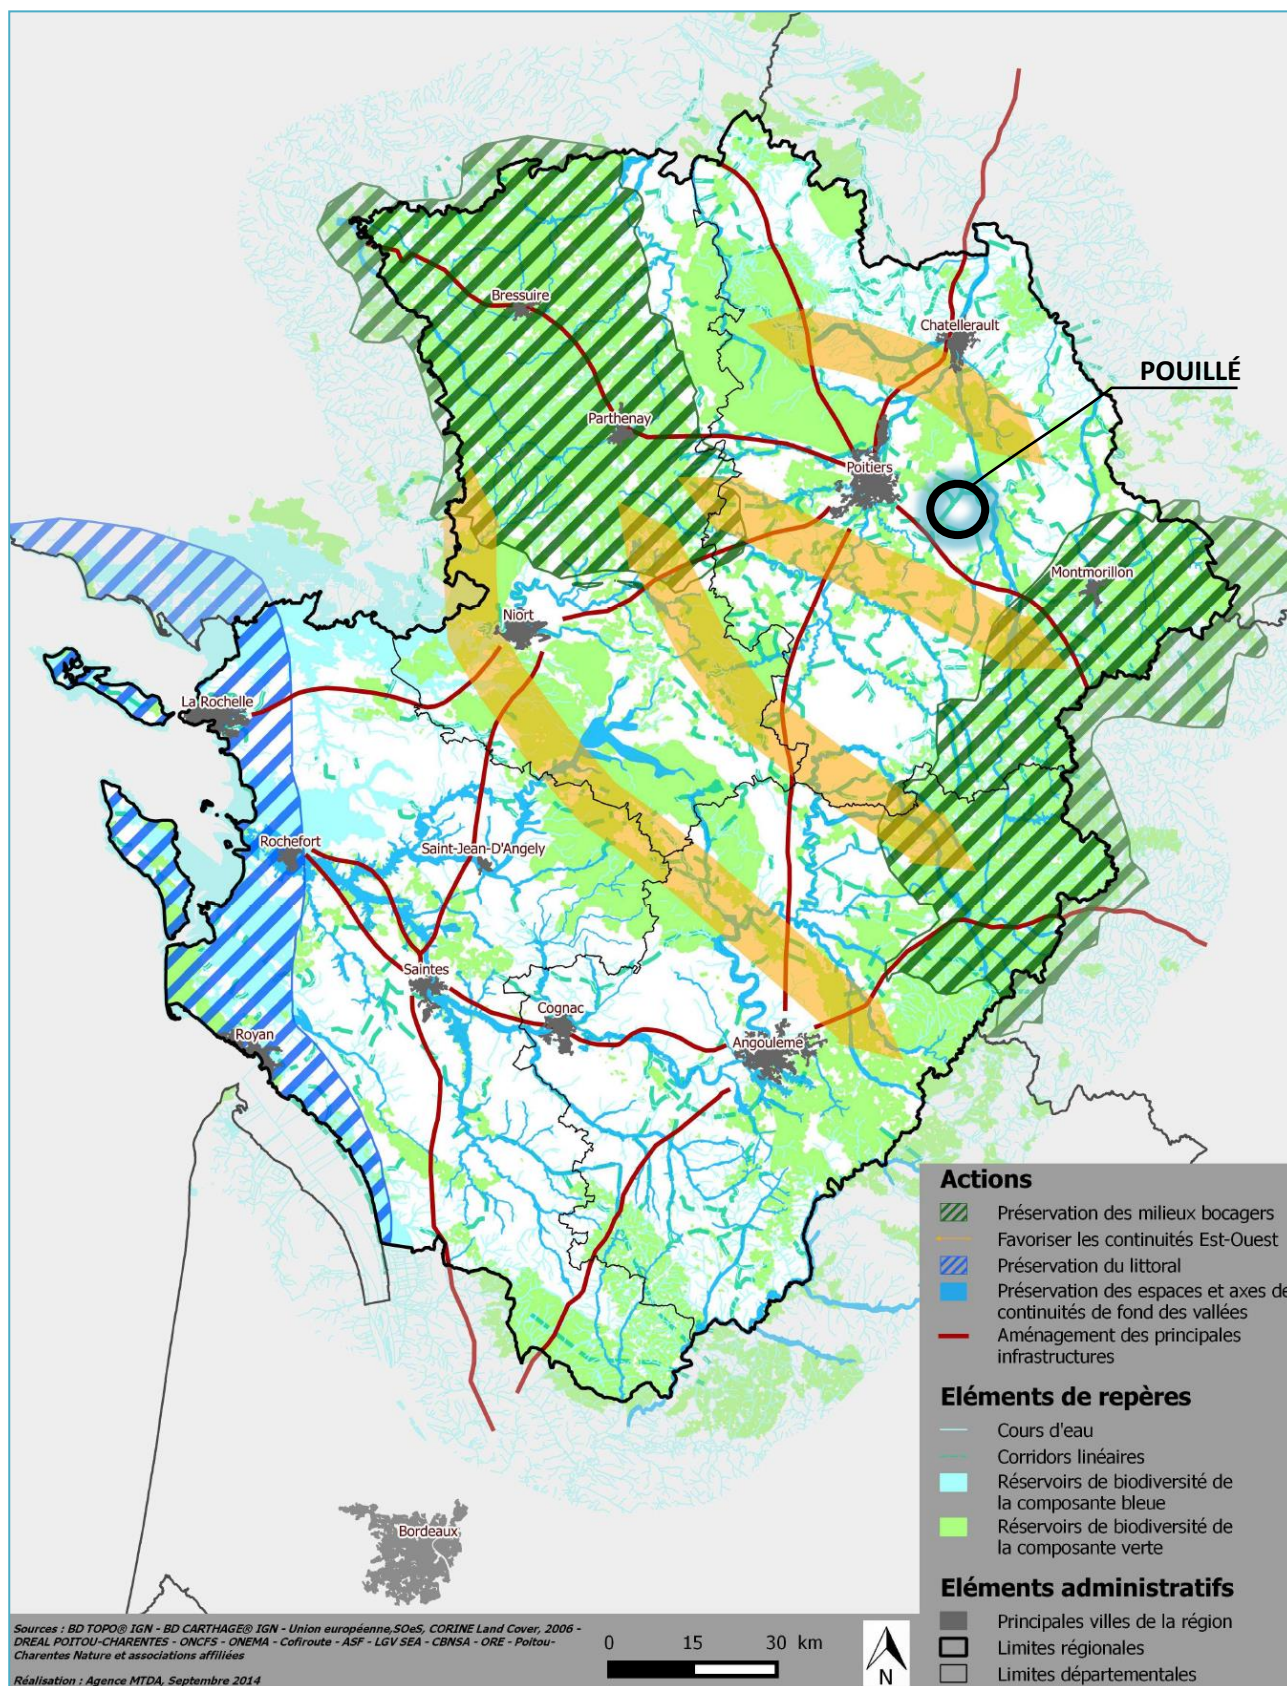 Chatellerault
POUILLÉ
Bressuire
Parthenay
Poitiers
Montmorillon
Niort
La Rochelle
Rochefort
Saint-Jean-D'Angely
Saintes
Cognac
Royan
Angouleme
Bordeaux
Actions
Préservation des milieux bocagers
Favoriser les continuités Est-Ouest
Préservation du littoral
Préservation des espaces et axes de
continuités de fond des vallées
Aménagement des principales
infrastructures
Eléments de repères
Cours d'eau
Corridors linéaires
Réservoirs de biodiversité de
la composante bleue
Réservoirs de biodiversité de
la composante verte
Eléments administratifs
Principales villes de la région
Limites régionales
Limites départementales
Sources : BD TOPO® IGN - BD CARTHAGE® IGN - Union européenne,SOeS, CORINE Land Cover, 2006 -
DREAL POITOU-CHARENTES - ONCFS - ONEMA - Cofiroute - ASF - LGV SEA - CBNSA - ORE - Poitou-
Charentes Nature et associations affiliées
Réalisation : Agence MTDA, Septembre 2014
0 15 30 km
N